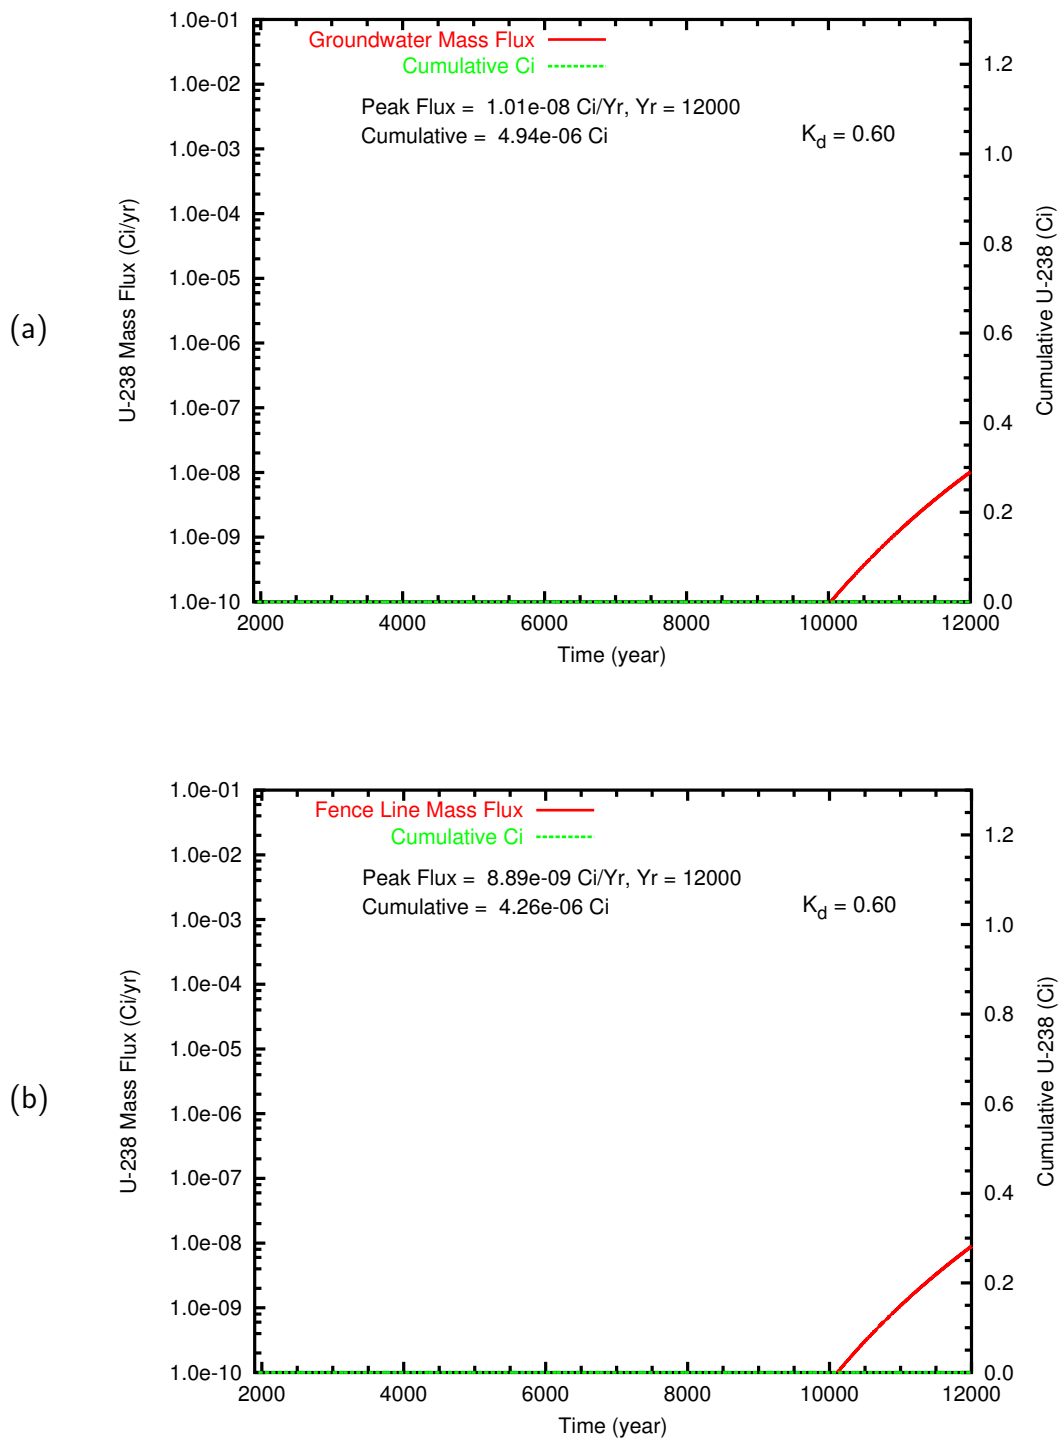 (a)
Groundwater Mass Flux
Cumulative Ci
Peak Flux = 1.01e-08 Ci/Yr, Yr = 12000
Cumulative = 4.94e-06 Ci
K_d = 0.60
U-238 Mass Flux (Ci/yr)
1.0e-01
1.0e-02
1.0e-03
1.0e-04
1.0e-05
1.0e-06
1.0e-07
1.0e-08
1.0e-09
1.0e-10
Cumulative U-238 (Ci)
1.2
1.0
0.8
0.6
0.4
0.2
0.0
2000 4000 6000 8000 10000 12000
Time (year)
(b)
Fence Line Mass Flux
Cumulative Ci
Peak Flux = 8.89e-09 Ci/Yr, Yr = 12000
Cumulative = 4.26e-06 Ci
K_d = 0.60
U-238 Mass Flux (Ci/yr)
1.0e-01
1.0e-02
1.0e-03
1.0e-04
1.0e-05
1.0e-06
1.0e-07
1.0e-08
1.0e-09
1.0e-10
Cumulative U-238 (Ci)
1.2
1.0
0.8
0.6
0.4
0.2
0.0
2000 4000 6000 8000 10000 12000
Time (year)